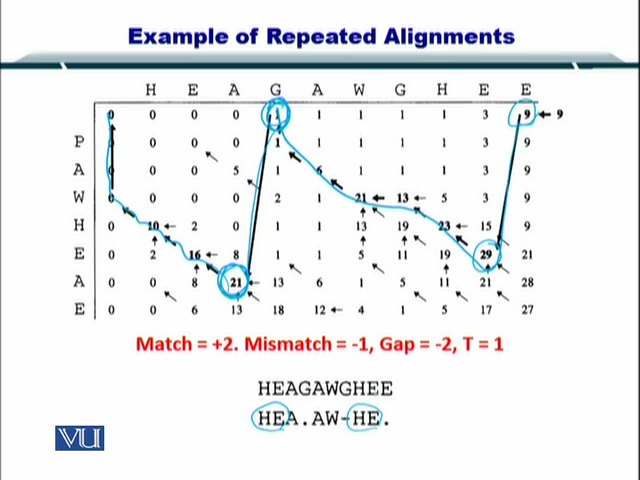 Example of Repeated Alignments
H E A G A W G H E E
0 0 0 0 1 1 1 1 1 3 9 ← 9
P 0 0 0 0 1 1 1 1 1 3 9
A 0 0 0 5 1 6 1 1 1 3 9
W 0 0 0 0 2 1 21 ← 13 ← 5 3 9
H 0 10 ← 2 0 1 1 13 19 23 ← 15 9
E 0 2 16 ← 8 1 1 5 11 19 29 21
A 0 0 8 21 ← 13 6 1 5 11 21 28
E 0 0 6 13 18 12 ← 4 1 5 17 27
Match = +2. Mismatch = -1, Gap = -2, T = 1
HEAGAWGHEE
HEA.AW-HE.
VU